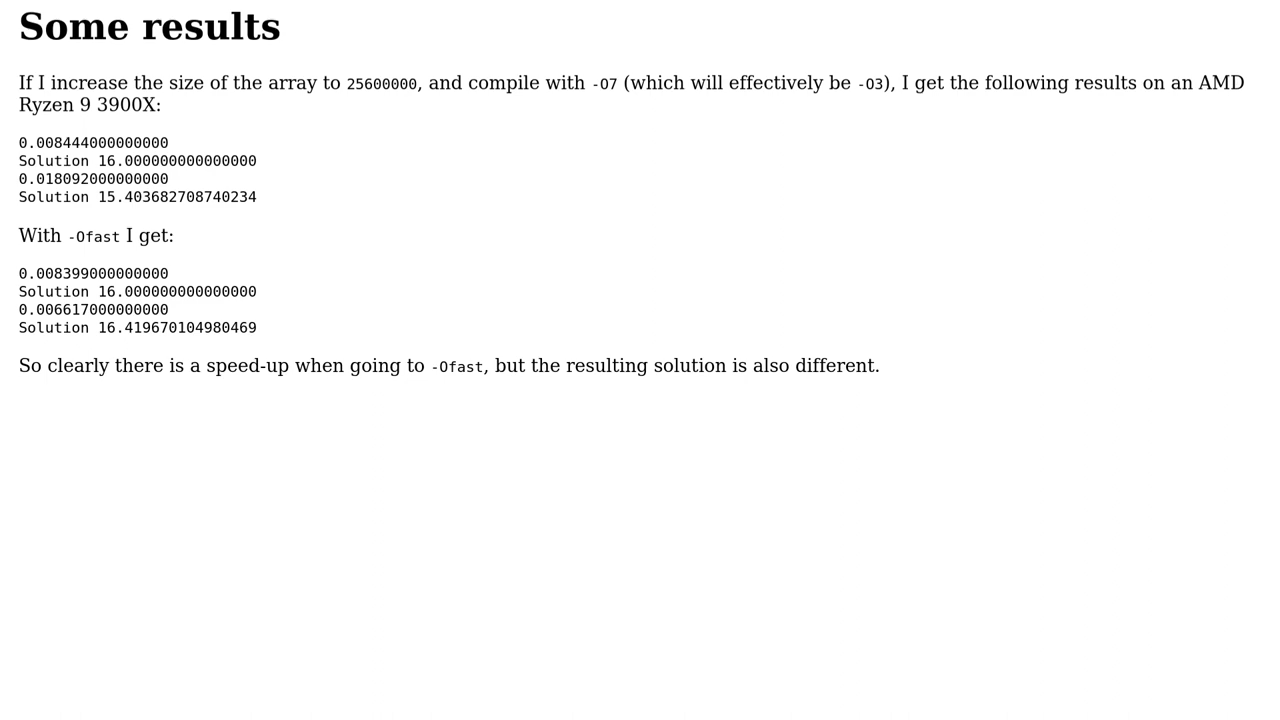 Some results
If I increase the size of the array to 25600000, and compile with -O7 (which will effectively be -O3), I get the following results on an AMD
Ryzen 9 3900X:
0.008444000000000
Solution 16.000000000000000
0.018092000000000
Solution 15.403682708740234
With -Ofast I get:
0.008399000000000
Solution 16.000000000000000
0.006617000000000
Solution 16.419670104980469
So clearly there is a speed-up when going to -Ofast, but the resulting solution is also different.